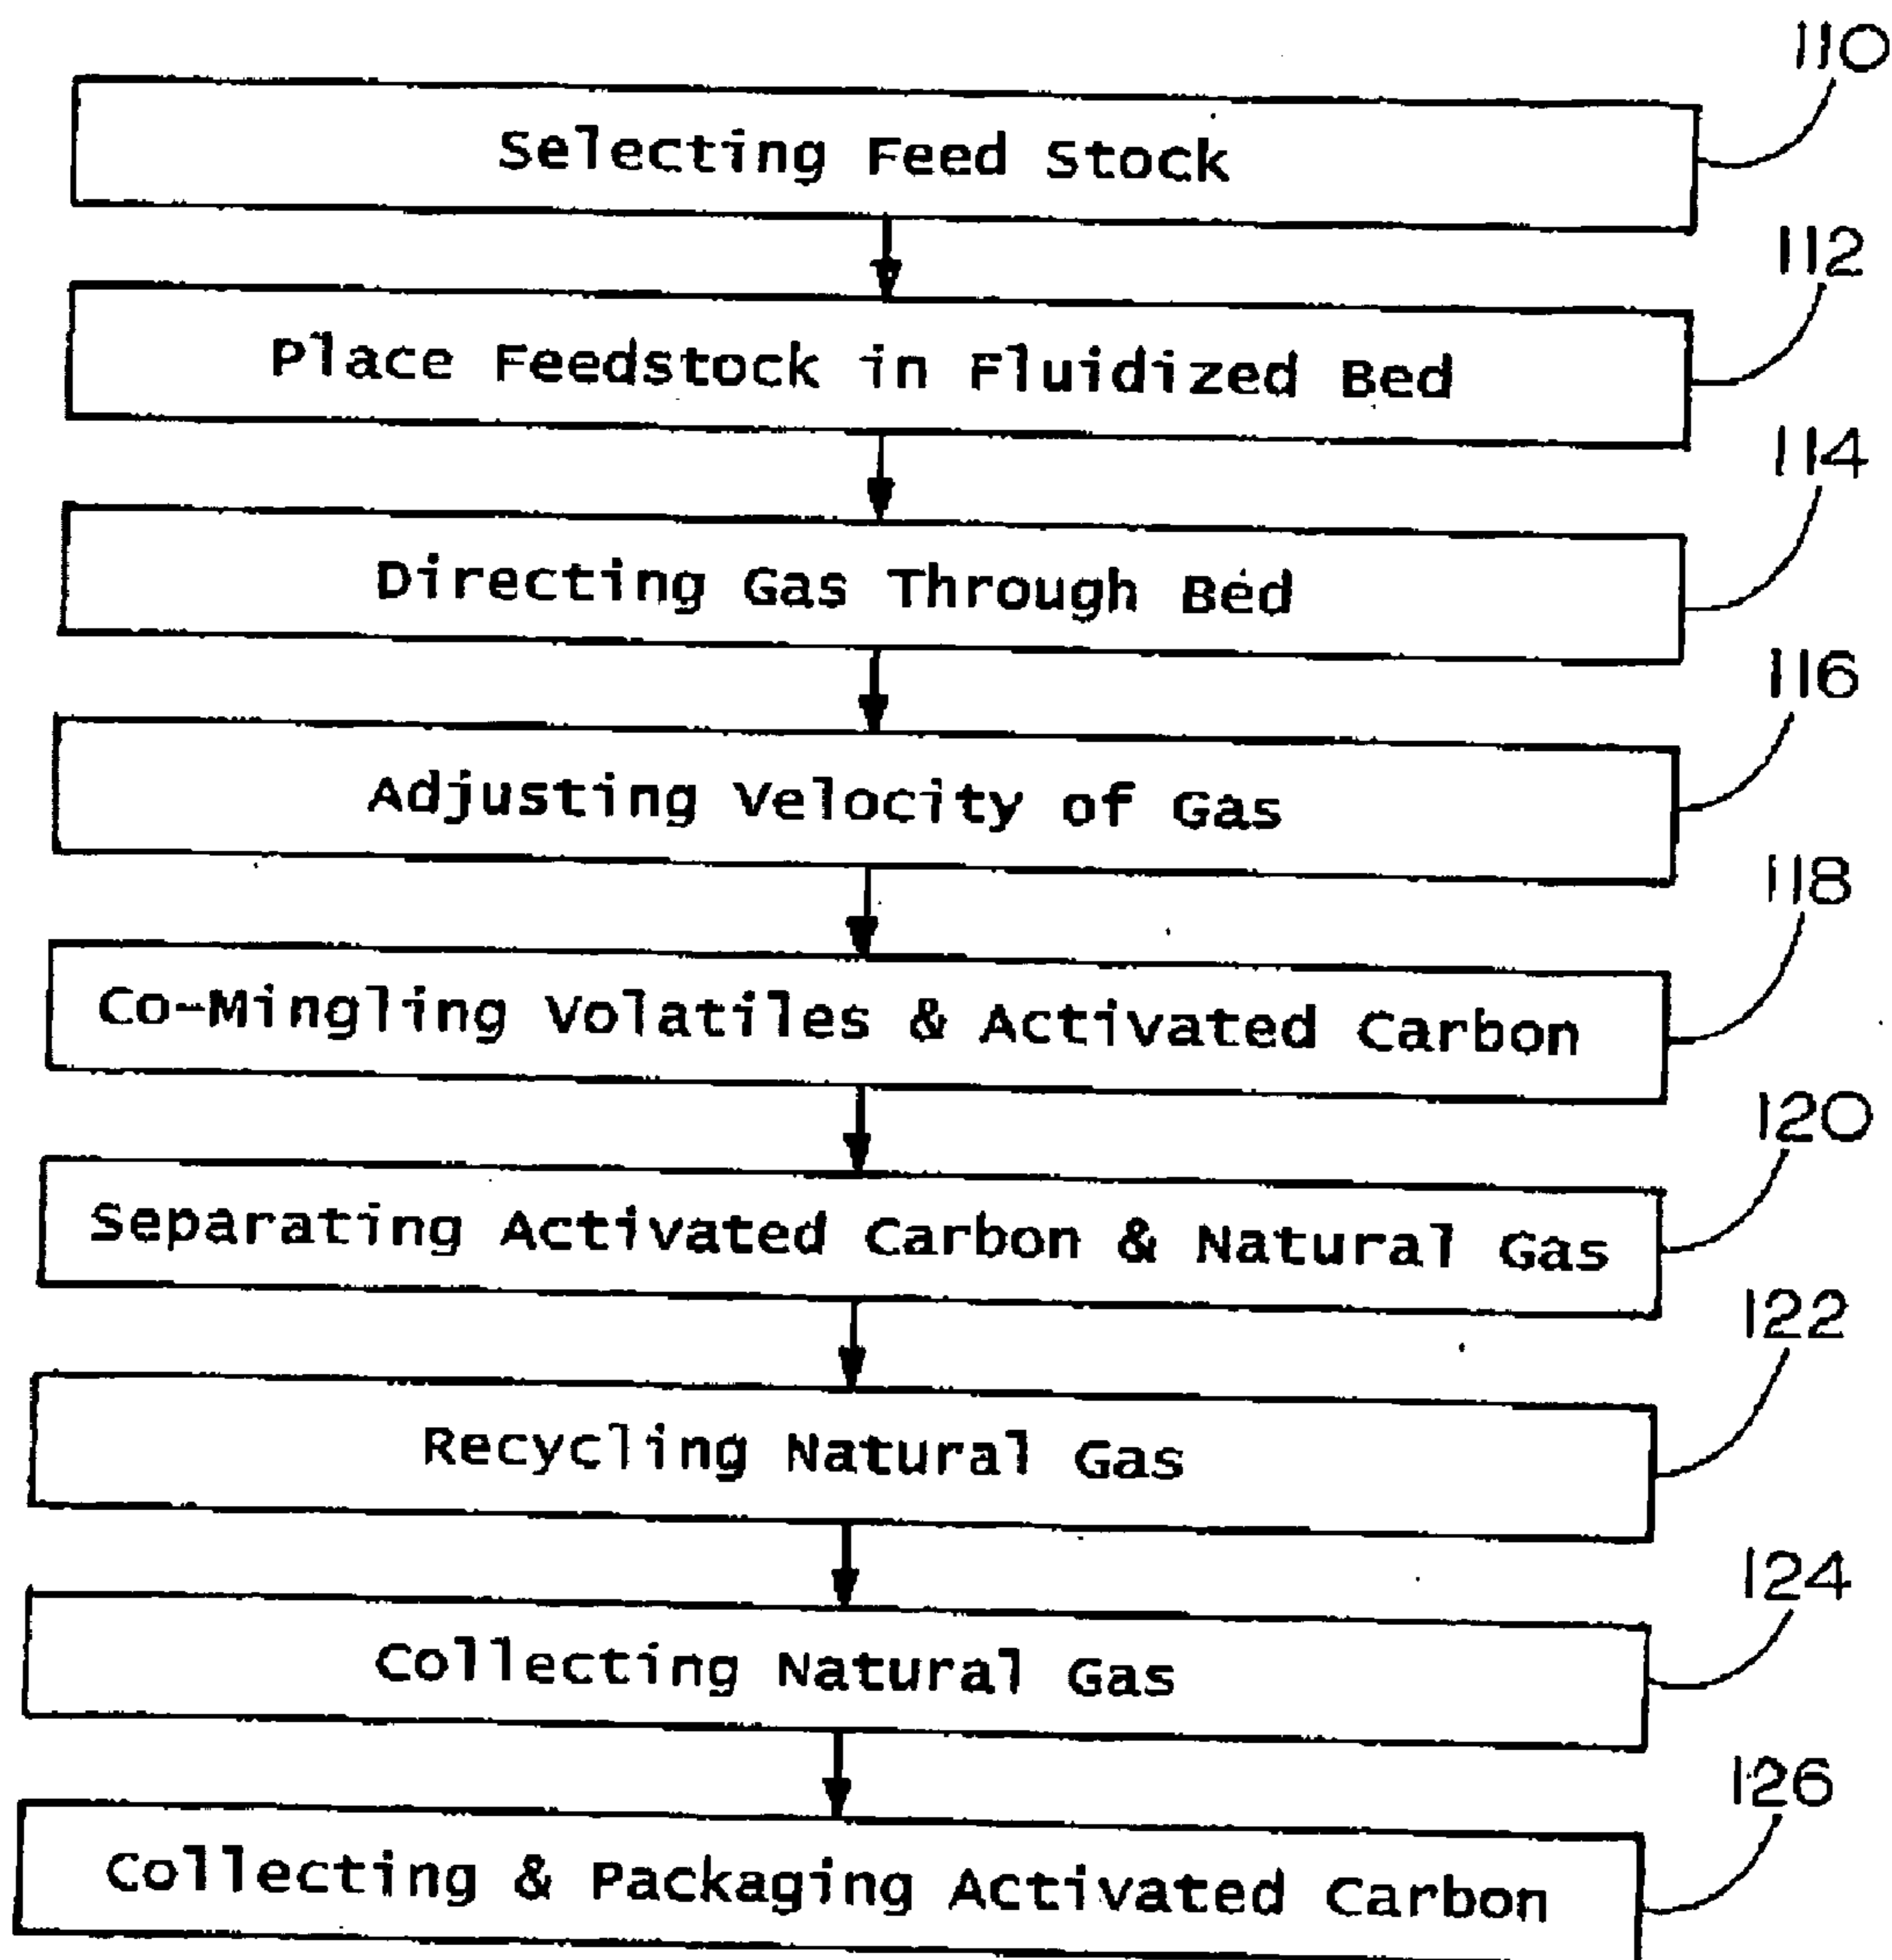 110
Selecting Feed Stock
112
Place Feedstock in Fluidized Bed
114
Directing Gas Through Bed
116
Adjusting Velocity of Gas
118
Co-Mingling Volatiles & Activated Carbon
120
Separating Activated Carbon & Natural Gas
122
Recycling Natural Gas
124
Collecting Natural Gas
126
Collecting & Packaging Activated Carbon